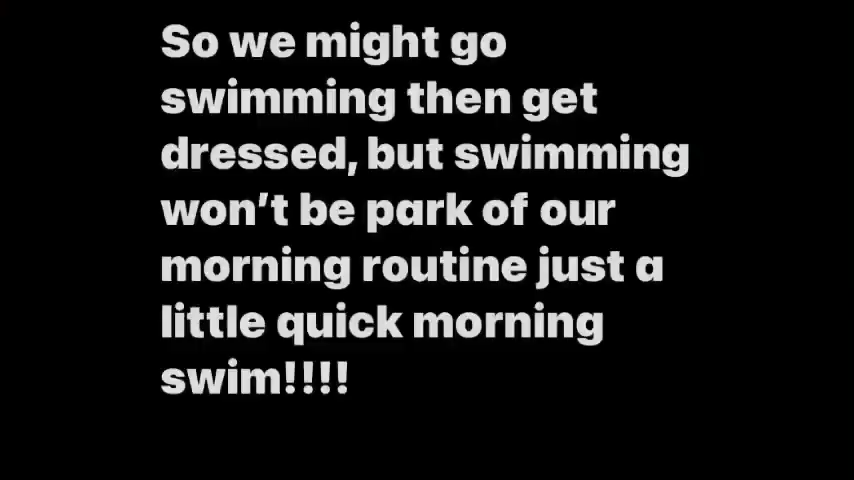 So we might go
swimming then get
dressed, but swimming
won’t be park of our
morning routine just a
little quick morning
swim!!!!